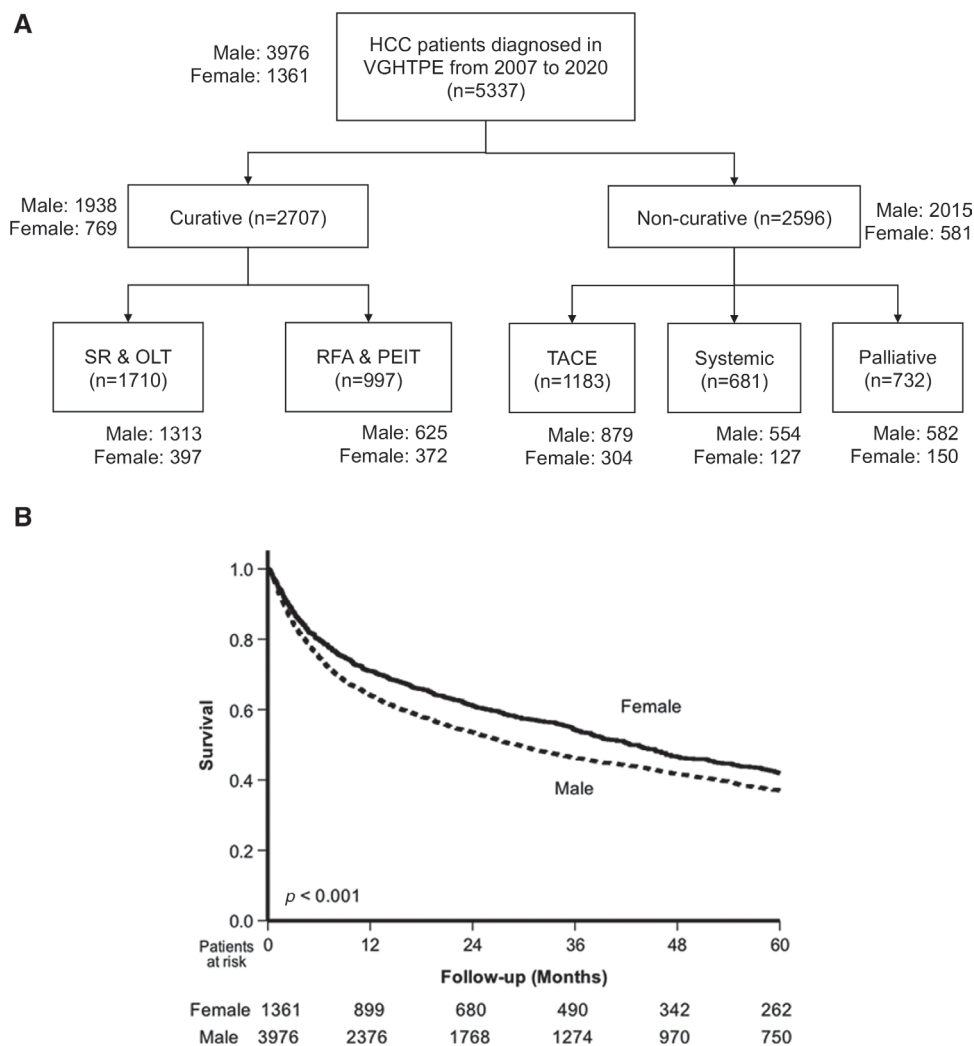 A
Male: 3976
Female: 1361
HCC patients diagnosed in
VGHTPE from 2007 to 2020
(n=5337)
Male: 1938
Female: 769
Curative (n=2707)
Non-curative (n=2596)
Male: 2015
Female: 581
SR & OLT
(n=1710)
RFA & PEIT
(n=997)
TACE
(n=1183)
Systemic
(n=681)
Palliative
(n=732)
Male: 1313
Female: 397
Male: 625
Female: 372
Male: 879
Female: 304
Male: 554
Female: 127
Male: 582
Female: 150
B
Survival
1.0
0.8
0.6
0.4
0.2
0.0
Female
Male
p < 0.001
0 12 24 36 48 60
Follow-up (Months)
Patients
at risk
Female 1361 899 680 490 342 262
Male 3976 2376 1768 1274 970 750